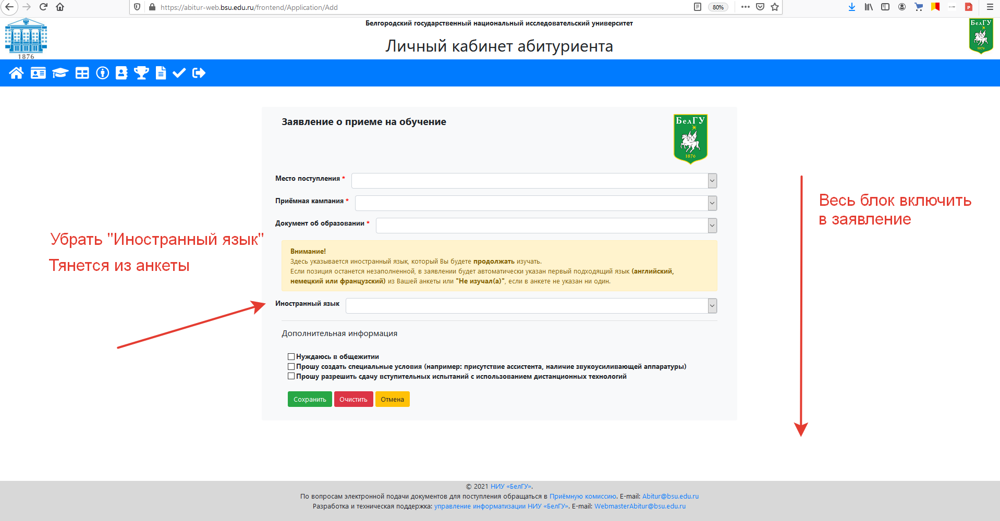 https://abitur-web.bsu.edu.ru/frontend/Application/Add
80%
Белгородский государственный национальный исследовательский университет
Личный кабинет абитуриента
1876
БелГУ
1876
Заявление о приеме на обучение
БелГУ
1876
Место поступления *
Приёмная кампания *
Документ об образовании *
Весь блок включить
в заявление
Убрать "Иностранный язык"
Тянется из анкеты
Внимание!
Здесь указывается иностранный язык, который Вы будете продолжать изучать.
Если позиция останется незаполненной, в заявлении будет автоматически указан первый подходящий язык (английский,
немецкий или французский) из Вашей анкеты или "Не изучал(а)", если в анкете не указан ни один.
Иностранный язык
Дополнительная информация
Нуждаюсь в общежитии
Прошу создать специальные условия (например: присутствие ассистента, наличие звукоусиливающей аппаратуры)
Прошу разрешить сдачу вступительных испытаний с использованием дистанционных технологий
Сохранить Очистить Отмена
© 2021 НИУ «БелГУ».
По вопросам электронной подачи документов для поступления обращаться в Приёмную комиссию. E-mail: Abitur@bsu.edu.ru
Разработка и техническая поддержка: управление информатизации НИУ «БелГУ». E-mail: WebmasterAbitur@bsu.edu.ru